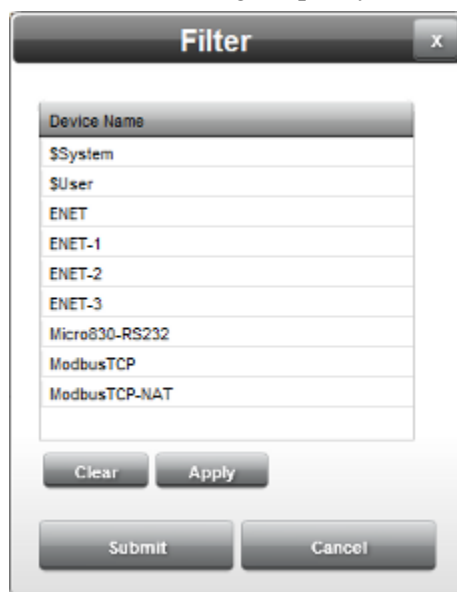 Filter
x
Device Name
$System
$User
ENET
ENET-1
ENET-2
ENET-3
Micro830-RS232
ModbusTCP
ModbusTCP-NAT
Clear Apply
Submit Cancel